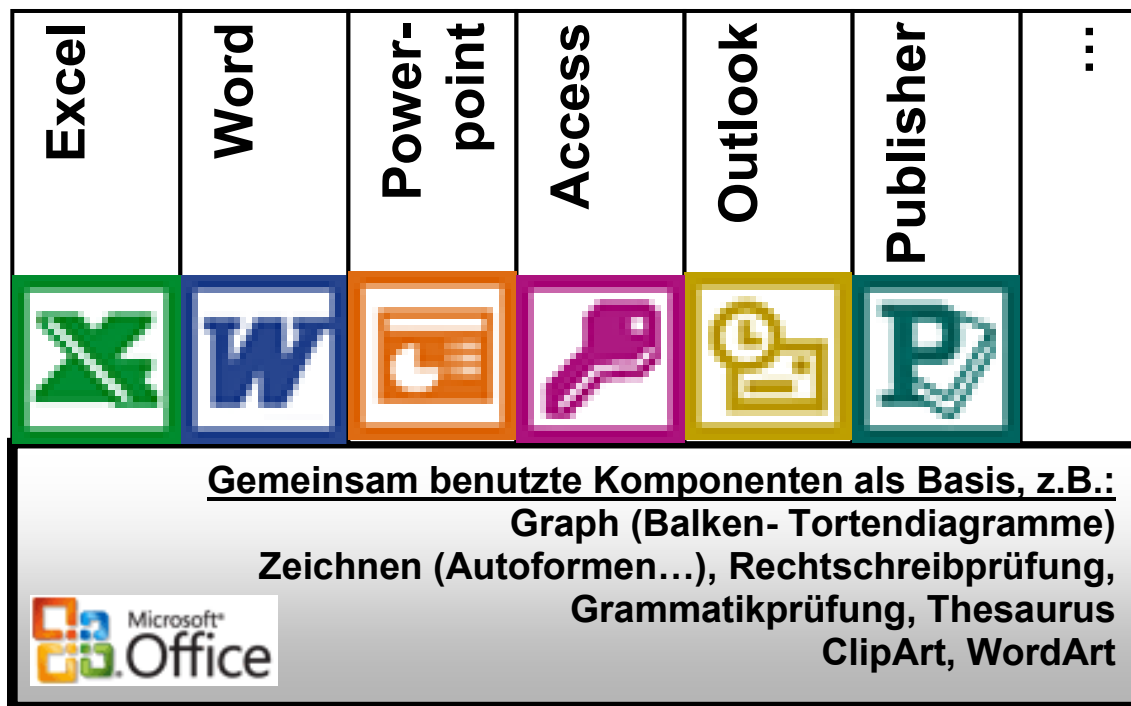 Excel
Word
Power-
point
Access
Outlook
Publisher
...
W
P
Gemeinsam benutzte Komponenten als Basis, z.B.:
Graph (Balken- Tortendiagramme)
Zeichnen (Autoformen…), Rechtschreibprüfung,
Grammatikprüfung, Thesaurus
ClipArt, WordArt
Microsoft®
Office